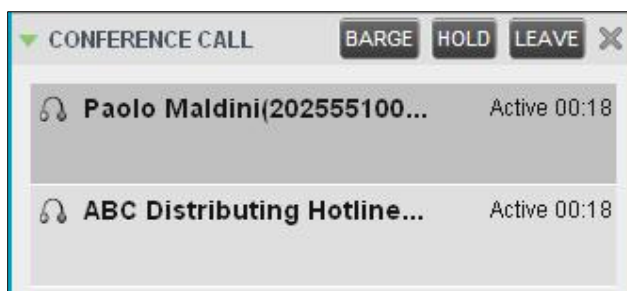 CONFERENCE CALL BARGE HOLD LEAVE
Paolo Maldini(202555100... Active 00:18
ABC Distributing Hotline... Active 00:18